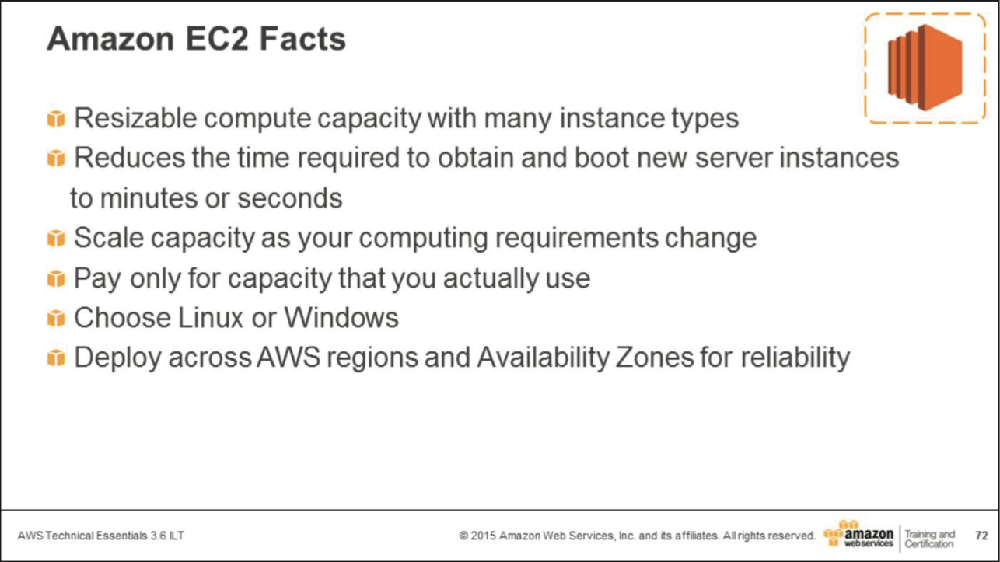 Amazon EC2 Facts
Resizable compute capacity with many instance types
Reduces the time required to obtain and boot new server instances
to minutes or seconds
Scale capacity as your computing requirements change
Pay only for capacity that you actually use
Choose Linux or Windows
Deploy across AWS regions and Availability Zones for reliability
AWS Technical Essentials 3.6 ILT
© 2015 Amazon Web Services, Inc. and its affiliates. All rights reserved.
amazon
web services
Training and
Certification
72